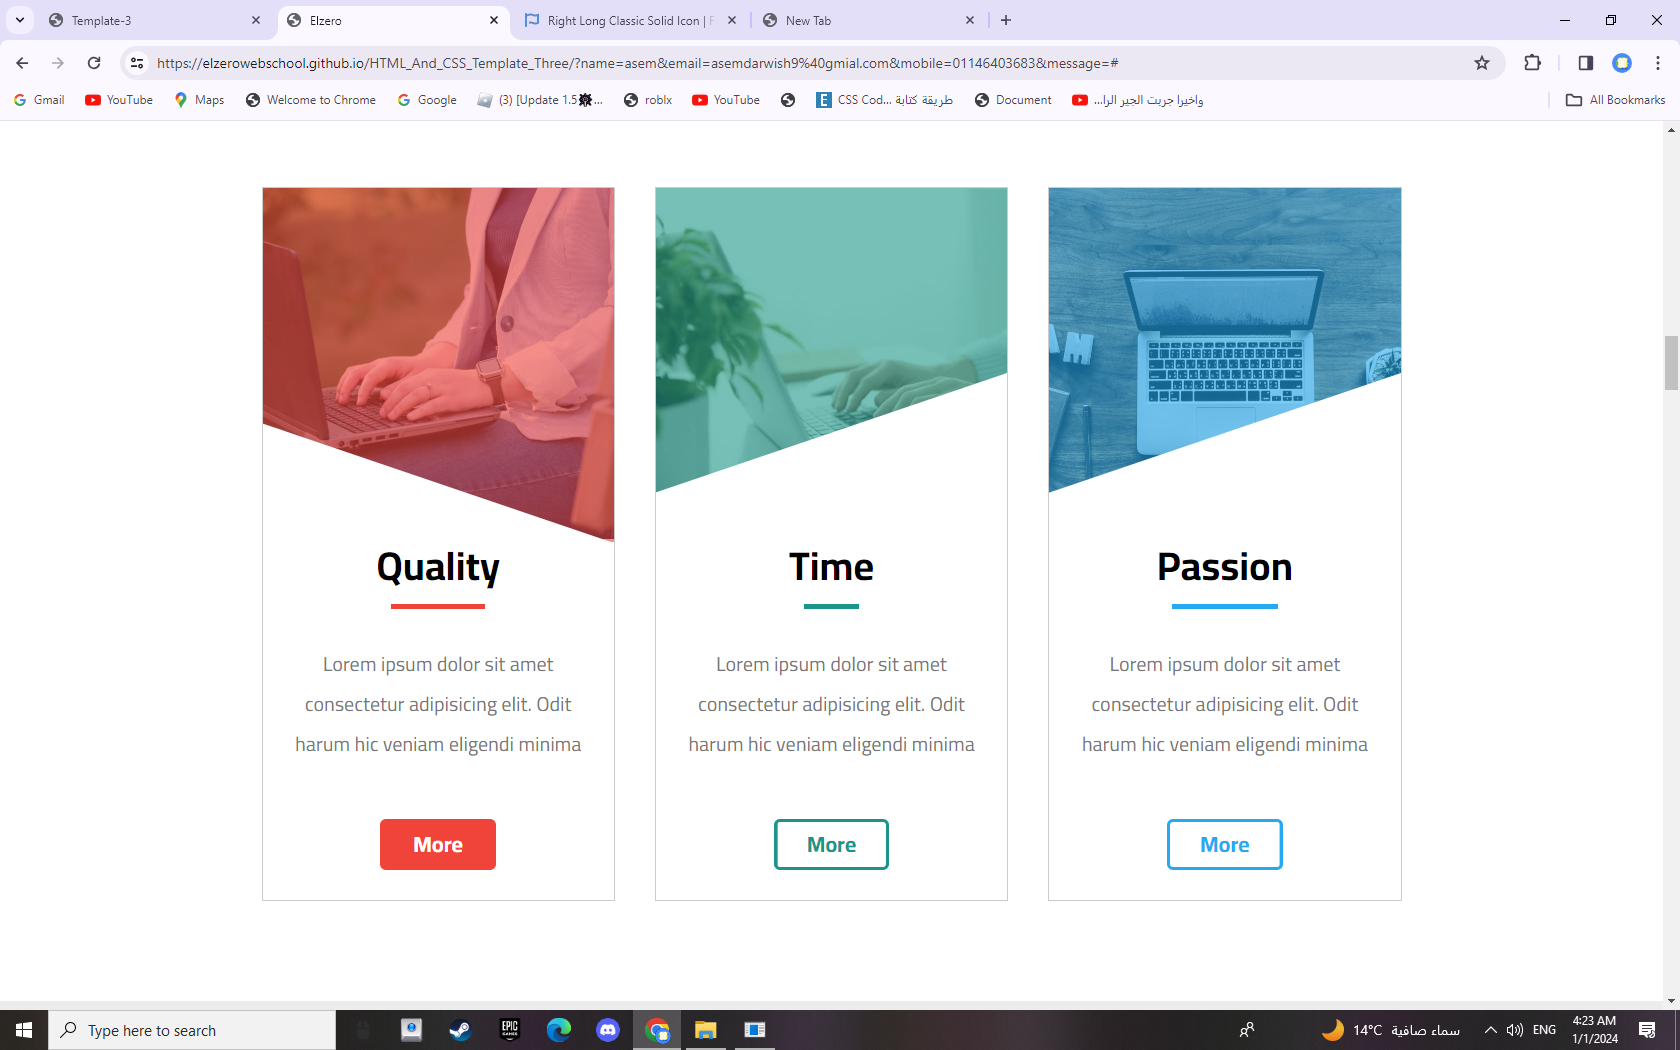 Template-3
Elzero
Right Long Classic Solid Icon | F
New Tab
https://elzerowebschool.github.io/HTML_And_CSS_Template_Three/?name=asem&email=asemdarwish9%40gmial.com&mobile=01146403683&message=#
Gmail
YouTube
Maps
Welcome to Chrome
Google
(3) [Update 1.5...
roblx
YouTube
CSS Cod... طريقة كتابة
Document
واخيرا جربت الجير الرا...
All Bookmarks
Quality
Lorem ipsum dolor sit amet
consectetur adipisicing elit. Odit
harum hic veniam eligendi minima
More
Time
Lorem ipsum dolor sit amet
consectetur adipisicing elit. Odit
harum hic veniam eligendi minima
More
Passion
Lorem ipsum dolor sit amet
consectetur adipisicing elit. Odit
harum hic veniam eligendi minima
More
Type here to search
EPIC
GAMES
14°C سماء صافية
ENG
4:23 AM
1/1/2024